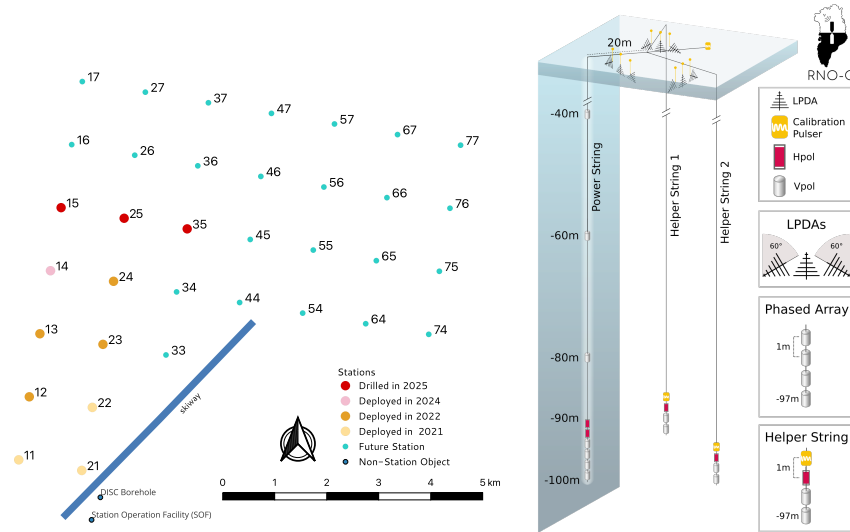 17
27
37
47
57
67
77
16
26
36
46
56
66
76
15
25
35
45
55
65
75
14
24
34
44
54
64
74
13
23
33
12
22
11
21
skiway
DISC Borehole
Station Operation Facility (SOF)
Stations
Drilled in 2025
Deployed in 2024
Deployed in 2022
Deployed in 2021
Future Station
Non-Station Object
0 1 2 3 4 5 km
20m
-40m
-60m
-80m
-90m
-100m
Power String
Helper String 1
Helper String 2
LPDA
Calibration
Pulser
Hpol
Vpol
LPDAs
60° 60°
Phased Array
1m
-97m
Helper String
1m
-97m